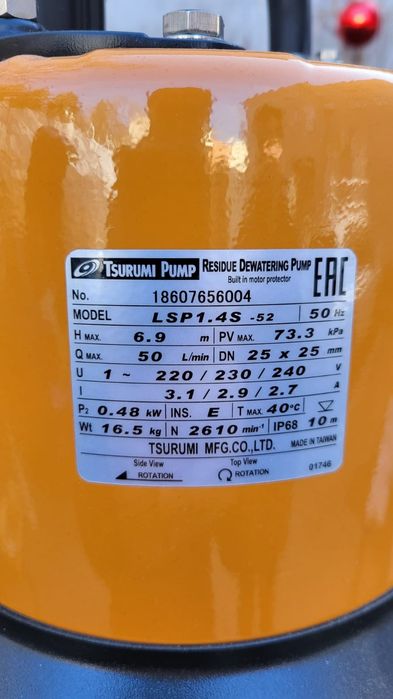 TSURUMI PUMP RESIDUE DEWATERING PUMP EAC
Built in motor protector
No. 18607656004
MODEL LSP1.4S -52 50 Hz
H MAX. 6.9 m PV MAX. 73.3 kPa
Q MAX. 50 L/min DN 25 x 25 mm
U 1 ~ 220 / 230 / 240 V
I 3.1 / 2.9 / 2.7 A
P2 0.48 kW INS. E T MAX. 40°C
Wt 16.5 kg N 2610 min-1 IP68 10 m
TSURUMI MFG.CO.,LTD. MADE IN TAIWAN
Side View Top View 01746
ROTATION ROTATION